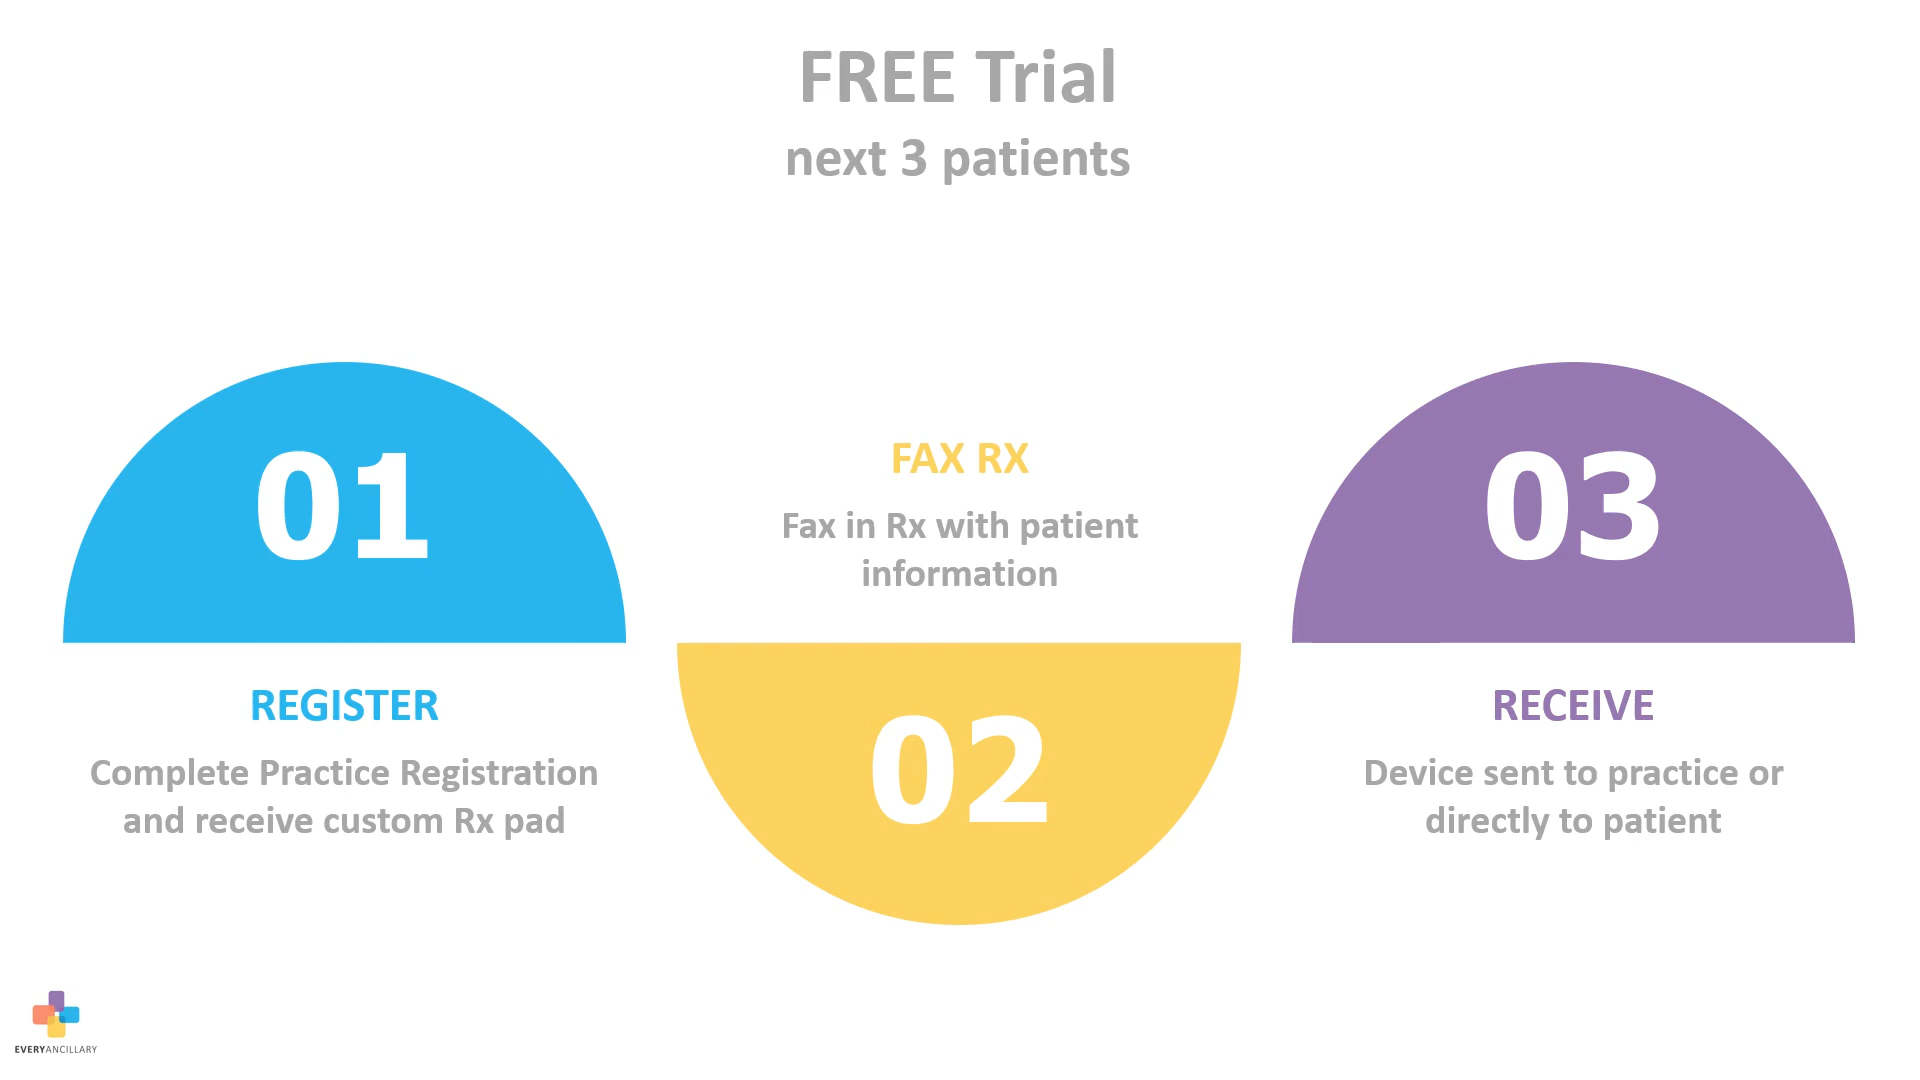 FREE Trial
next 3 patients
01
REGISTER
Complete Practice Registration
and receive custom Rx pad
FAX RX
Fax in Rx with patient
information
02
03
RECEIVE
Device sent to practice or
directly to patient
EVERYANCILLARY